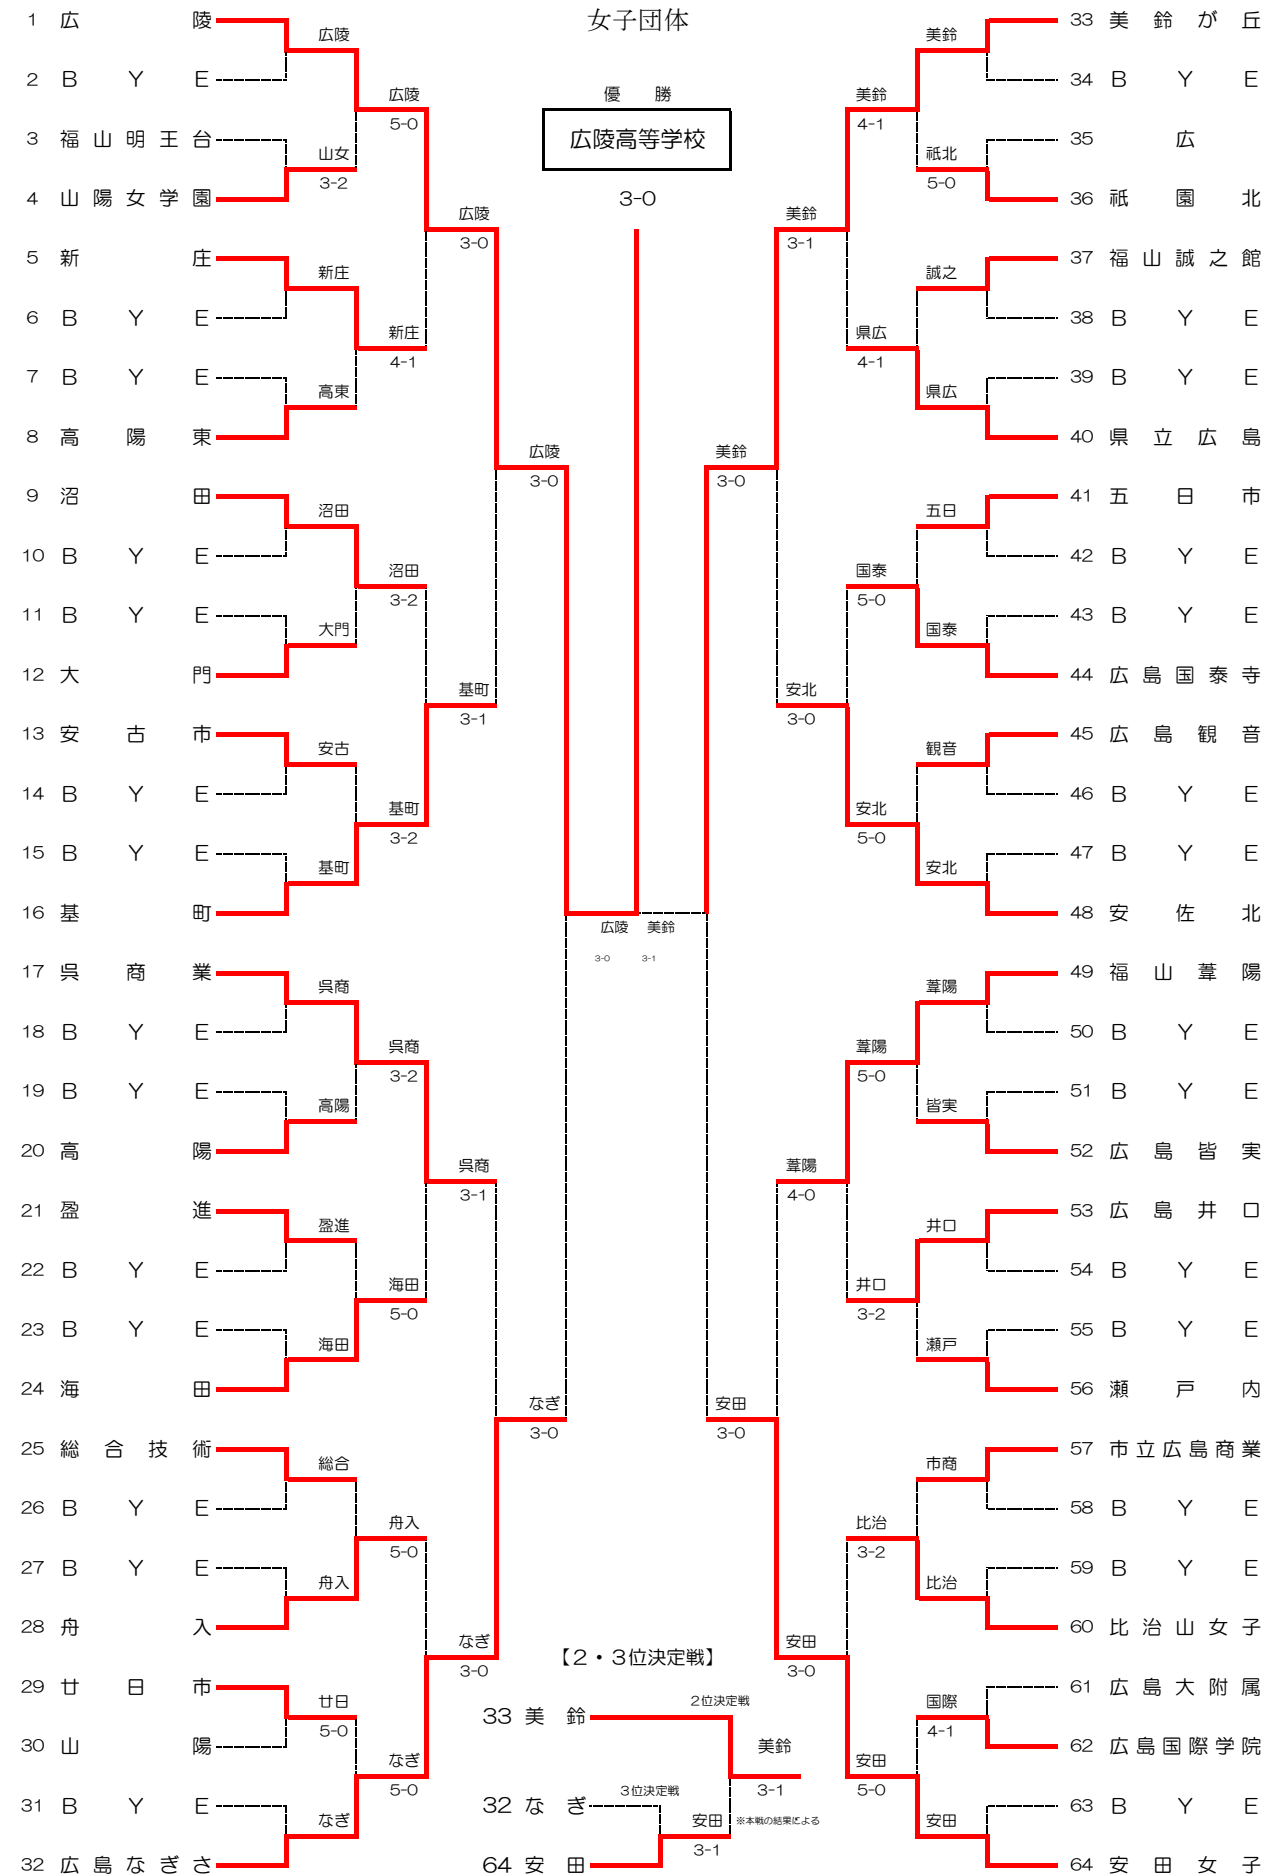 女子団体
優 勝
広陵高等学校
3-0
1 広 陵
2 B Y E
3 福山明王台
4 山陽女学園
5 新 庄
6 B Y E
7 B Y E
8 高 陽 東
9 沼 田
10 B Y E
11 B Y E
12 大 門
13 安 古 市
14 B Y E
15 B Y E
16 基 町
17 呉 商 業
18 B Y E
19 B Y E
20 高 陽
21 盈 進
22 B Y E
23 B Y E
24 海 田
25 総合技術
26 B Y E
27 B Y E
28 舟 入
29 廿 日 市
30 山 陽
31 B Y E
32 広島なぎさ
広陵
山女
3-2
新庄
高東
沼田
大門
安古
基町
呉商
高陽
盈進
海田
総合
舟入
廿日
5-0
なぎ
広陵
5-0
新庄
4-1
沼田
3-2
基町
3-2
呉商
3-2
海田
5-0
舟入
5-0
なぎ
5-0
広陵
3-0
基町
3-1
呉商
3-1
なぎ
3-0
広陵
3-0
なぎ
3-0
広陵 美鈴
3-0 3-1
美鈴
3-0
安田
3-0
美鈴
3-1
安北
3-0
葦陽
4-0
安田
3-0
美鈴
4-1
県広
4-1
国泰
5-0
安北
5-0
葦陽
5-0
井口
3-2
比治
3-2
安田
5-0
美鈴
祇北
5-0
誠之
県広
五日
国泰
観音
安北
葦陽
皆実
井口
瀬戸
市商
比治
国際
4-1
安田
33 美鈴が丘
34 B Y E
35 広
36 祇 園 北
37 福山誠之館
38 B Y E
39 B Y E
40 県立広島
41 五 日 市
42 B Y E
43 B Y E
44 広島国泰寺
45 広島観音
46 B Y E
47 B Y E
48 安 佐 北
49 福山葦陽
50 B Y E
51 B Y E
52 広島皆実
53 広島井口
54 B Y E
55 B Y E
56 瀬 戸 内
57 市立広島商業
58 B Y E
59 B Y E
60 比治山女子
61 広島大附属
62 広島国際学院
63 B Y E
64 安田女子
【2・3位決定戦】
33 美 鈴
2位決定戦
美鈴
3-1
32 な ぎ
3位決定戦
安田
3-1
※本戦の結果による
64 安 田